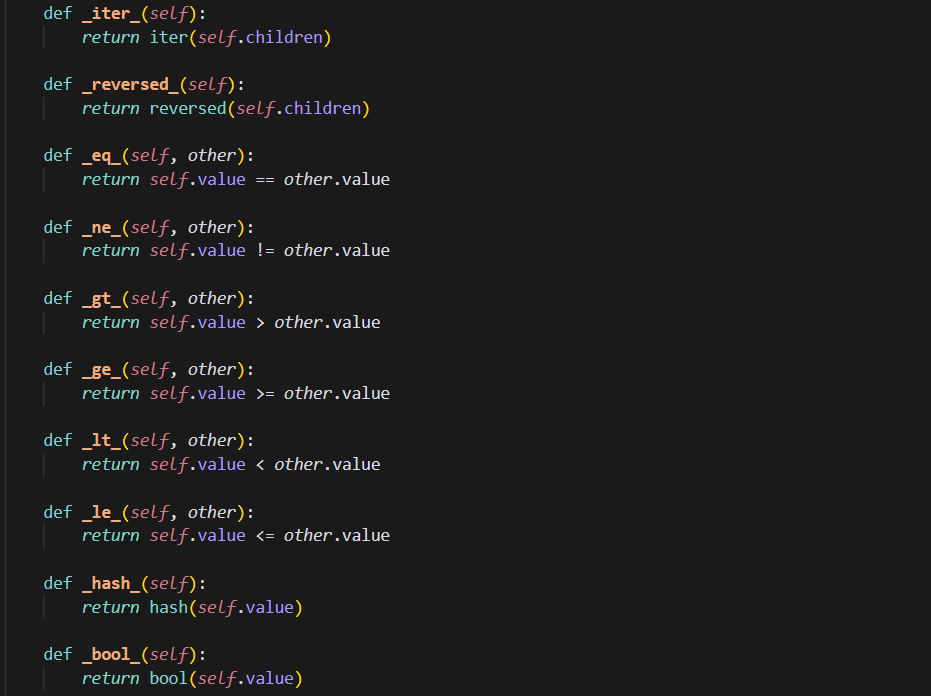 def _iter_(self):
return iter(self.children)
def _reversed_(self):
return reversed(self.children)
def _eq_(self, other):
return self.value == other.value
def _ne_(self, other):
return self.value != other.value
def _gt_(self, other):
return self.value > other.value
def _ge_(self, other):
return self.value >= other.value
def _lt_(self, other):
return self.value < other.value
def _le_(self, other):
return self.value <= other.value
def _hash_(self):
return hash(self.value)
def _bool_(self):
return bool(self.value)